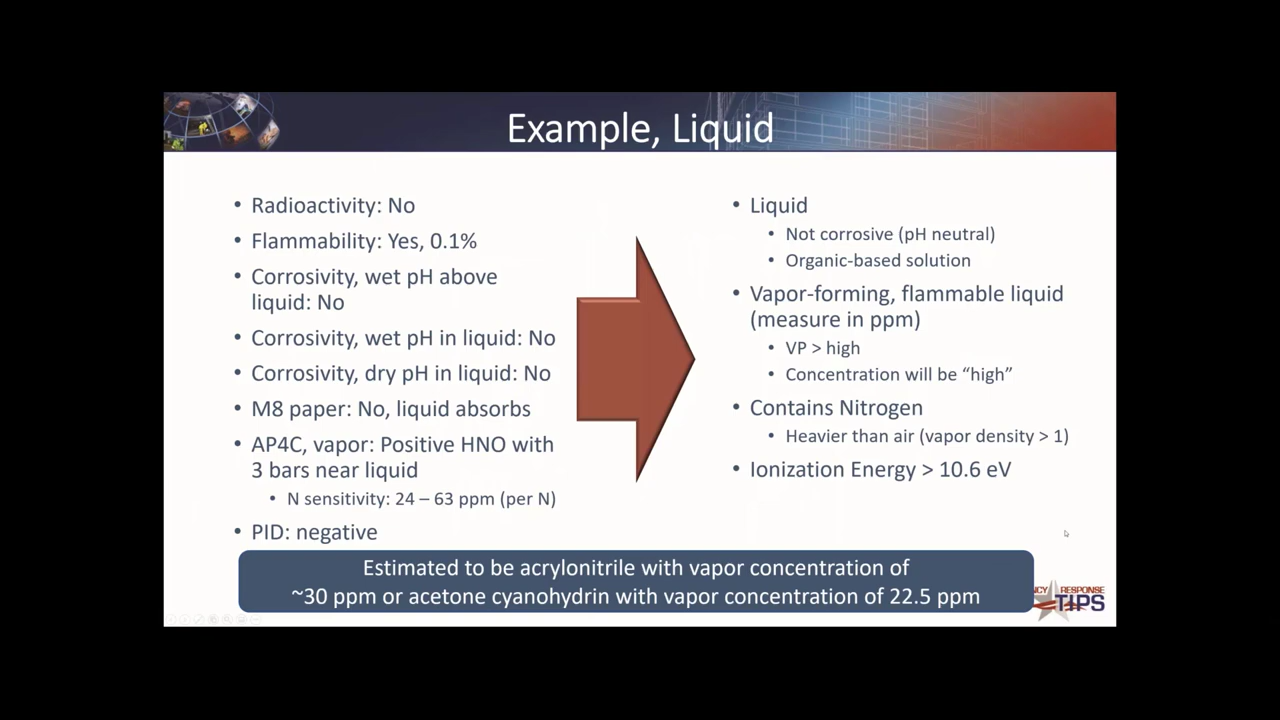 Example, Liquid
• Radioactivity: No
• Flammability: Yes, 0.1%
• Corrosivity, wet pH above
liquid: No
• Corrosivity, wet pH in liquid: No
• Corrosivity, dry pH in liquid: No
• M8 paper: No, liquid absorbs
• AP4C, vapor: Positive HNO with
3 bars near liquid
• N sensitivity: 24 – 63 ppm (per N)
• PID: negative
• Liquid
• Not corrosive (pH neutral)
• Organic-based solution
• Vapor-forming, flammable liquid
(measure in ppm)
• VP > high
• Concentration will be “high”
• Contains Nitrogen
• Heavier than air (vapor density > 1)
• Ionization Energy > 10.6 eV
Estimated to be acrylonitrile with vapor concentration of
~30 ppm or acetone cyanohydrin with vapor concentration of 22.5 ppm
NCY RESPONSE
TIPS